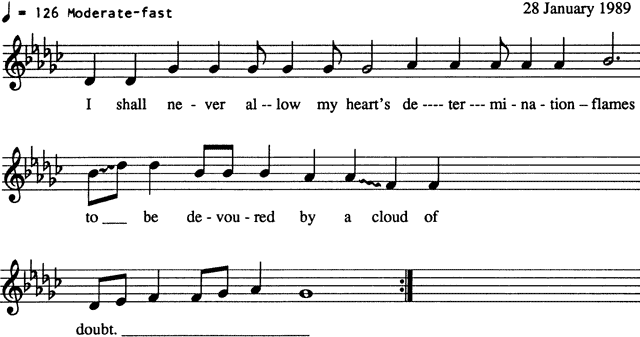 ♩ = 126 Moderate-fast
28 January 1989
I shall ne - ver al -- low my heart's de ---- ter --- mi - na - tion – flames
to ___ be de - vou - red by a cloud of
doubt. ________________________